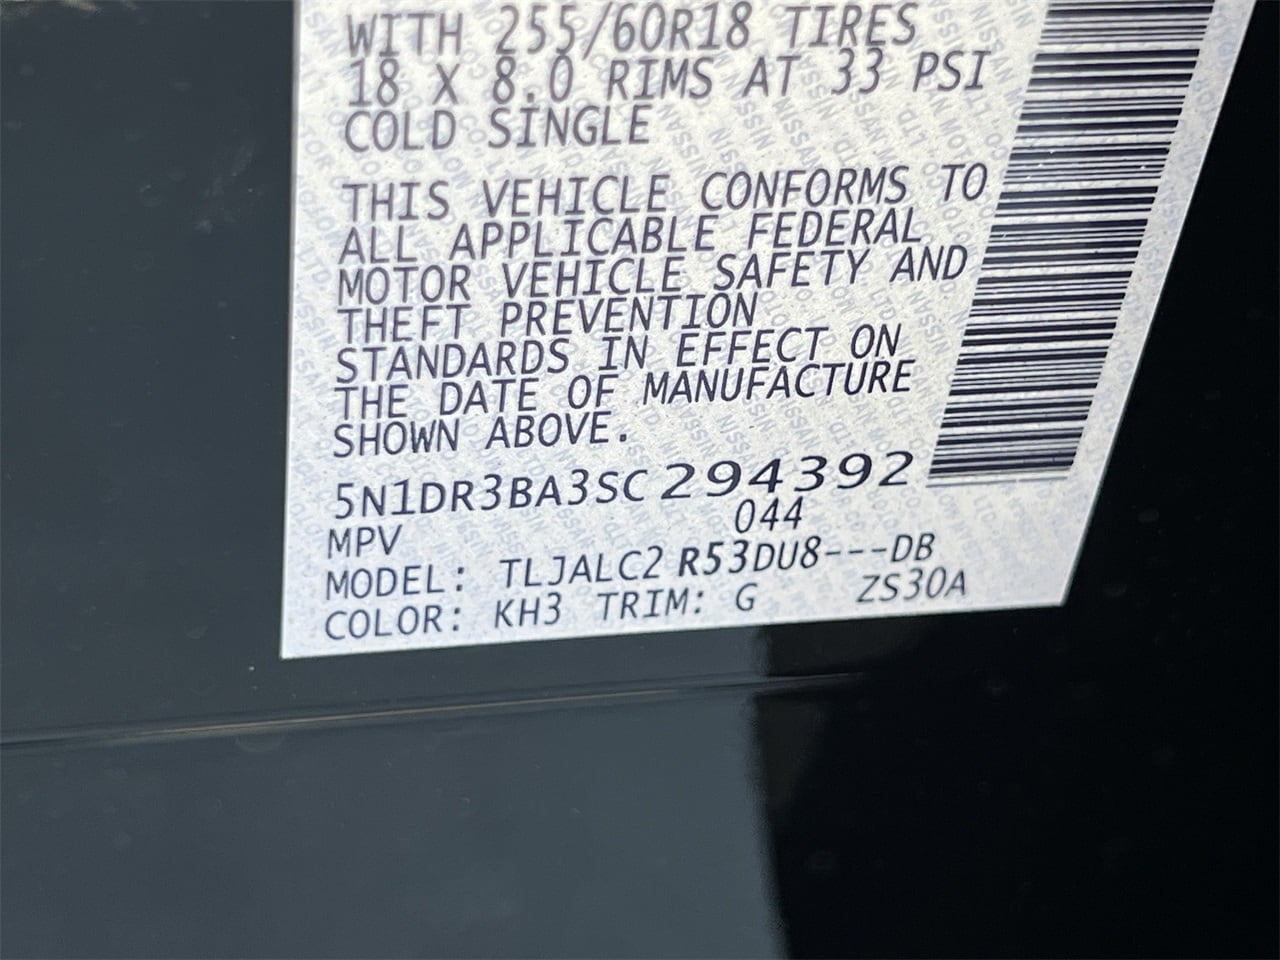 WITH 255/60R18 TIRES
18 X 8.0 RIMS AT 33 PSI
COLD SINGLE
THIS VEHICLE CONFORMS TO
ALL APPLICABLE FEDERAL
MOTOR VEHICLE SAFETY AND
THEFT PREVENTION
STANDARDS IN EFFECT ON
THE DATE OF MANUFACTURE
SHOWN ABOVE.
5N1DR3BA3SC294392
MPV 044
MODEL: TLJALC2 R53DU8---DB
COLOR: KH3 TRIM: G ZS30A